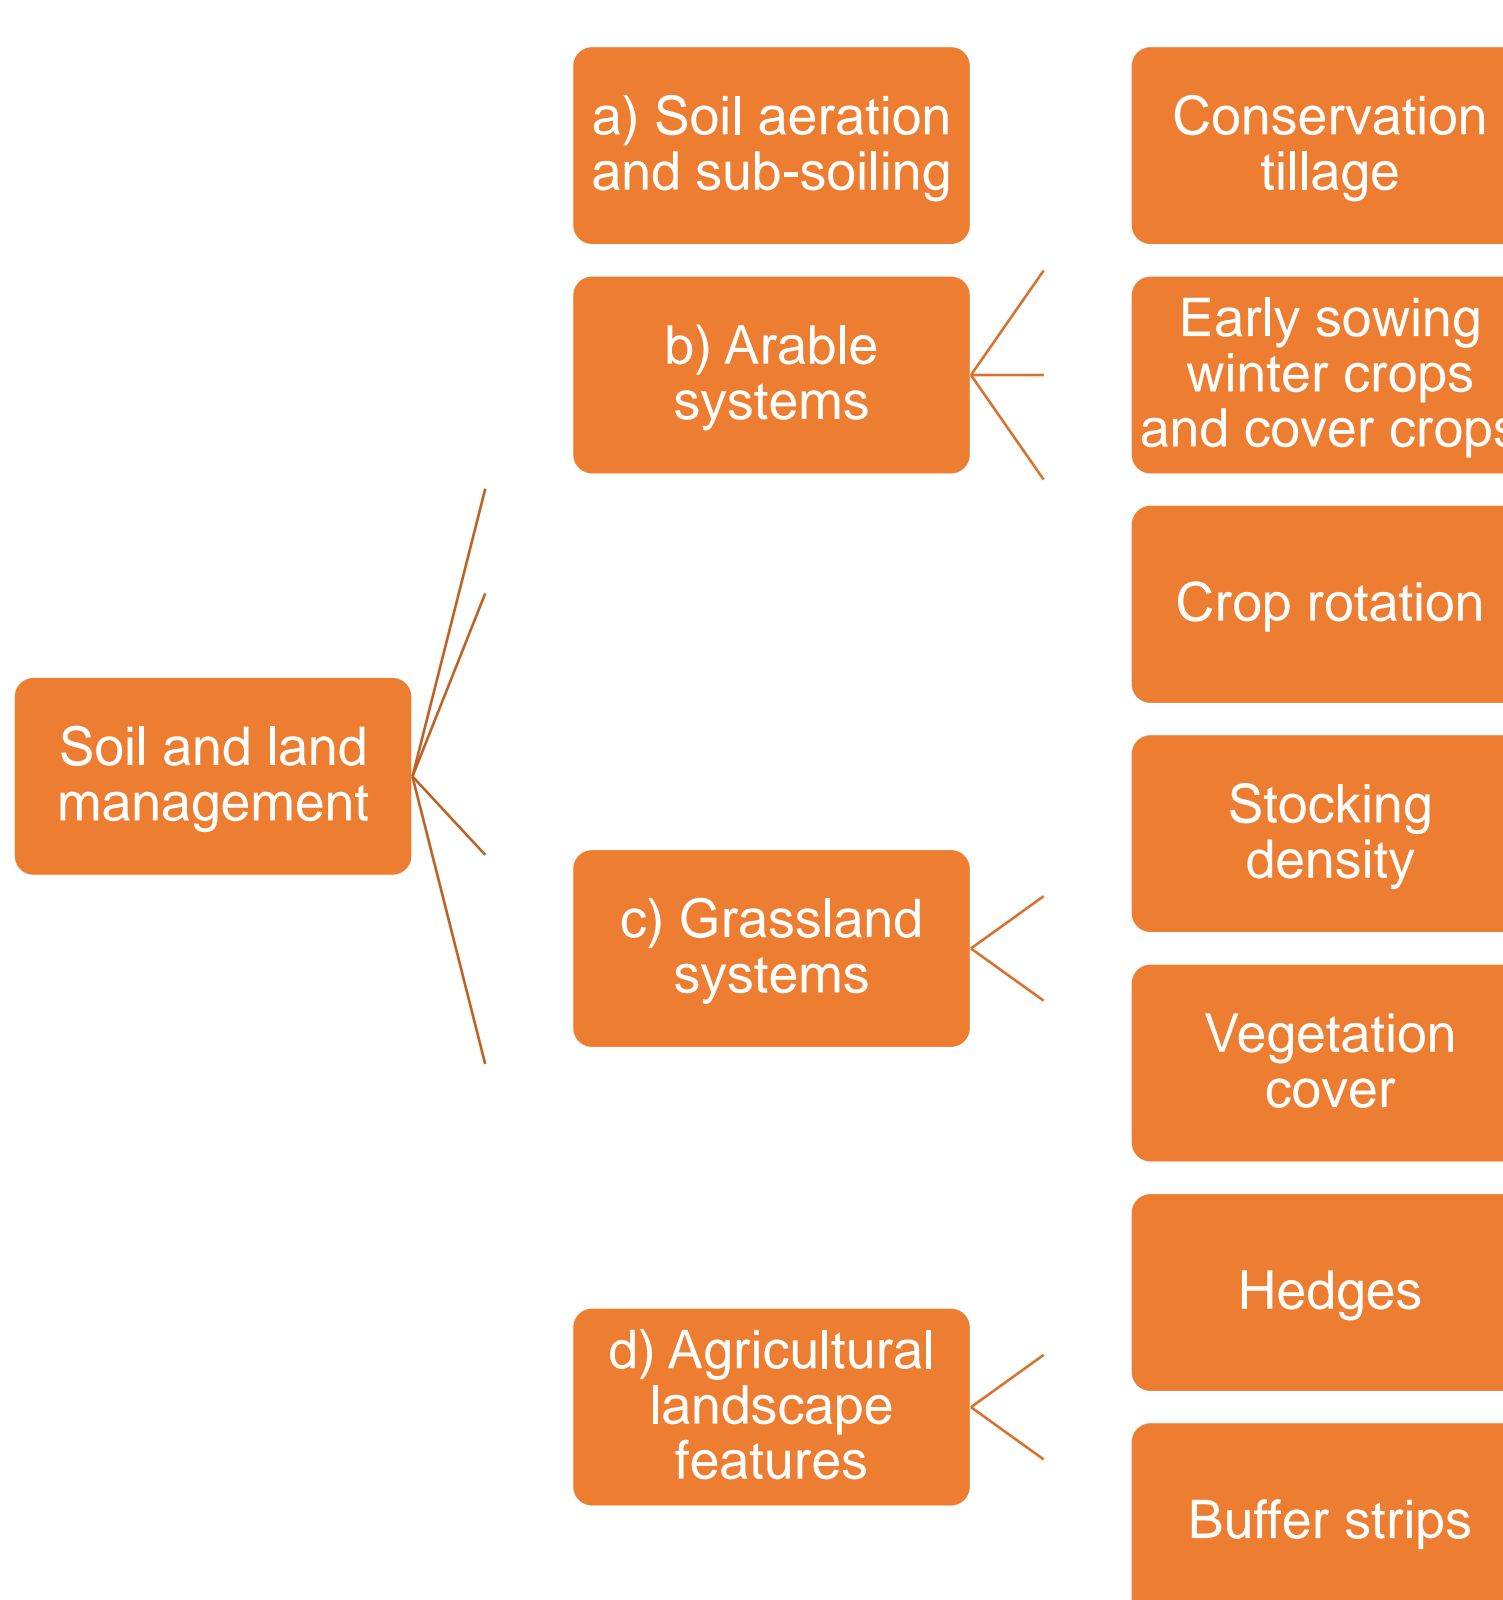 Soil and land
management
a) Soil aeration
and sub-soiling
b) Arable
systems
Conservation
tillage
Early sowing
winter crops
and cover crops
Crop rotation
c) Grassland
systems
Stocking
density
Vegetation
cover
d) Agricultural
landscape
features
Hedges
Buffer strips